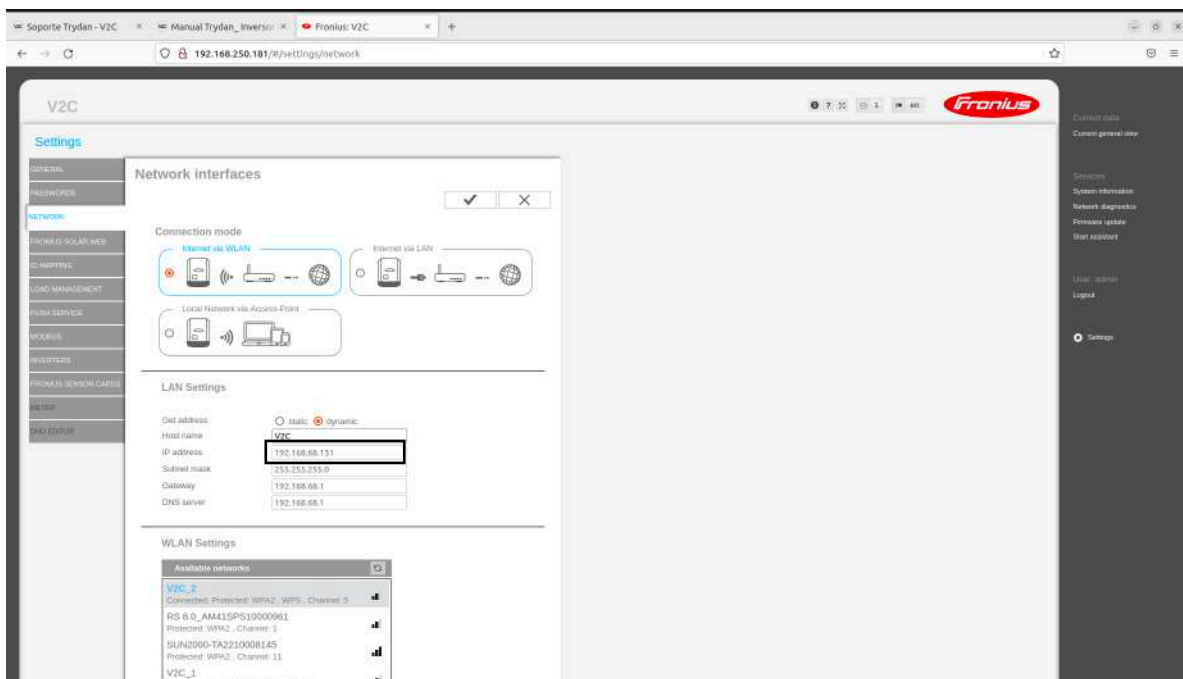 Soporte Trydan - V2C
Manual Trydan_ Inversor
Fronius: V2C
192.168.250.181/#/settings/network
V2C
Fronius
Settings
GENERAL
PASSWORDS
NETWORK
FRONIUS SOLAR.WEB
IO MAPPING
LOAD MANAGEMENT
PUSH SERVICE
MODBUS
INVERTERS
FRONIUS SENSOR CARDS
METER
DNO EDITOR
Network interfaces
Connection mode
Internet via WLAN
Internet via LAN
Local Network via Access-Point
LAN Settings
Get address static dynamic
Host name V2C
IP address 192.168.68.131
Subnet mask 255.255.255.0
Gateway 192.168.68.1
DNS server 192.168.68.1
WLAN Settings
Available networks
V2C_2
Connected, Protected: WPA2 , WPS , Channel: 5
RS 6.0_AM41SPS10000961
Protected: WPA2 , Channel: 1
SUN2000-TA2210008145
Protected: WPA2 , Channel: 11
V2C_1
Current data
Current general view
Services
System information
Network diagnostics
Firmware update
Start assistant
User: admin
Logout
Settings